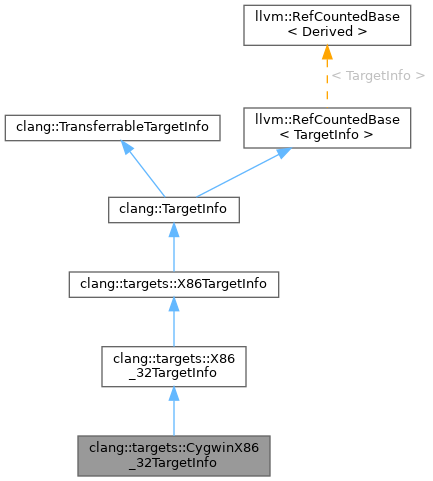 llvm::RefCountedBase
< Derived >
< TargetInfo >
clang::TransferrableTargetInfo
llvm::RefCountedBase
< TargetInfo >
clang::TargetInfo
clang::targets::X86TargetInfo
clang::targets::X86
_32TargetInfo
clang::targets::CygwinX86
_32TargetInfo